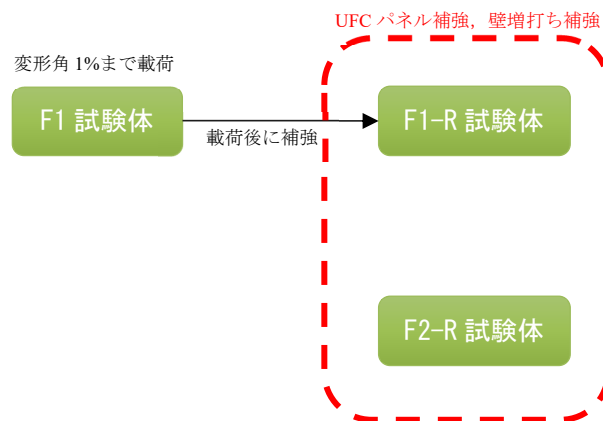 UFC パネル補強，壁増打ち補強
変形角 1%まで載荷
F1 試験体
載荷後に補強
F1-R 試験体
F2-R 試験体